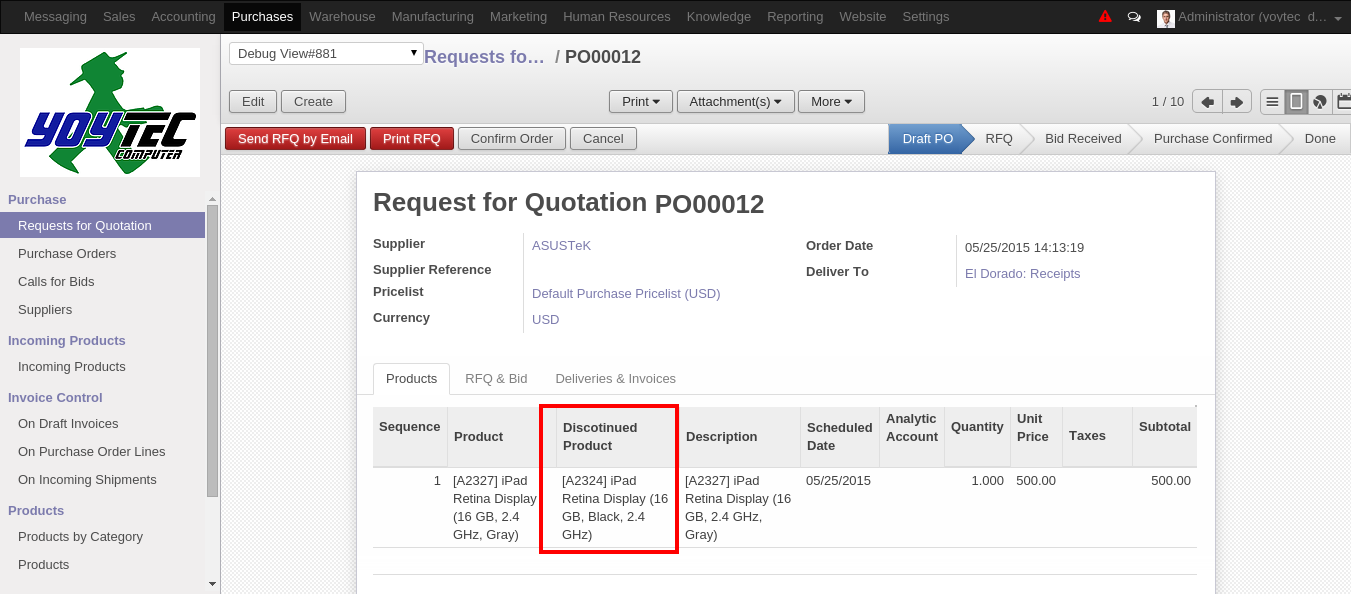 Messaging Sales Accounting Purchases Warehouse Manufacturing Marketing Human Resources Knowledge Reporting Website Settings Administrator (yoytec_d...
YOYTEC
COMPUTER
Debug View#881 Requests fo... / PO00012
Edit Create Print Attachment(s) More 1 / 10
Send RFQ by Email Print RFQ Confirm Order Cancel Draft PO RFQ Bid Received Purchase Confirmed Done
Purchase
Requests for Quotation
Purchase Orders
Calls for Bids
Suppliers
Incoming Products
Incoming Products
Invoice Control
On Draft Invoices
On Purchase Order Lines
On Incoming Shipments
Products
Products by Category
Products
Request for Quotation PO00012
Supplier ASUSTeK
Supplier Reference
Pricelist Default Purchase Pricelist (USD)
Currency USD
Order Date 05/25/2015 14:13:19
Deliver To El Dorado: Receipts
Products RFQ & Bid Deliveries & Invoices
Sequence Product Discotinued Product Description Scheduled Date Analytic Account Quantity Unit Price Taxes Subtotal
1 [A2327] iPad [A2324] iPad [A2327] iPad 05/25/2015 1.000 500.00 500.00
Retina Display Retina Display (16 Retina Display (16
(16 GB, 2.4 GB, Black, 2.4 GB, 2.4 GHz,
GHz, Gray) GHz) Gray)